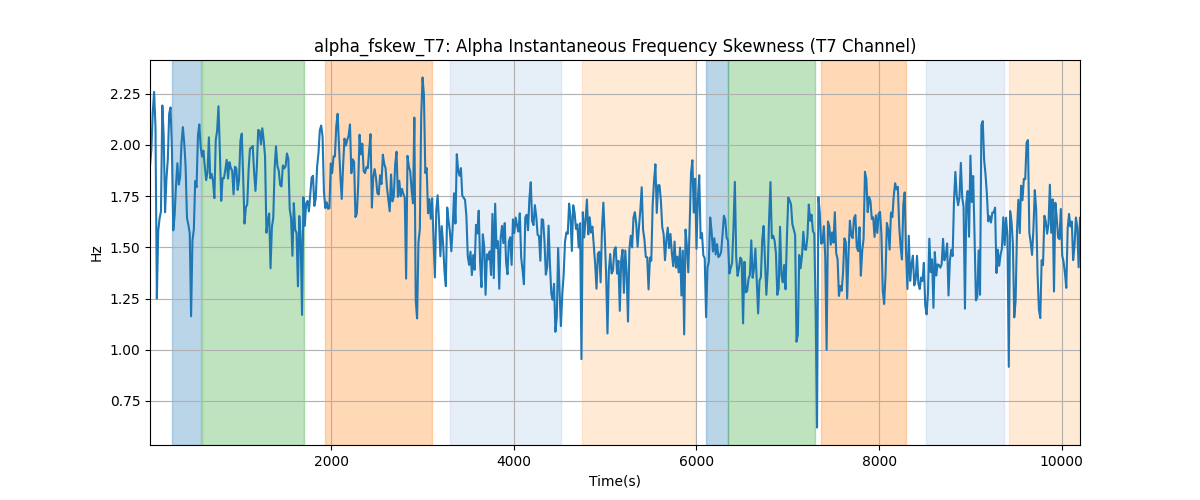 alpha_fskew_T7: Alpha Instantaneous Frequency Skewness (T7 Channel)
2.25
2.00
1.75
1.50
1.25
1.00
0.75
Hz
2000 4000 6000 8000 10000
Time(s)